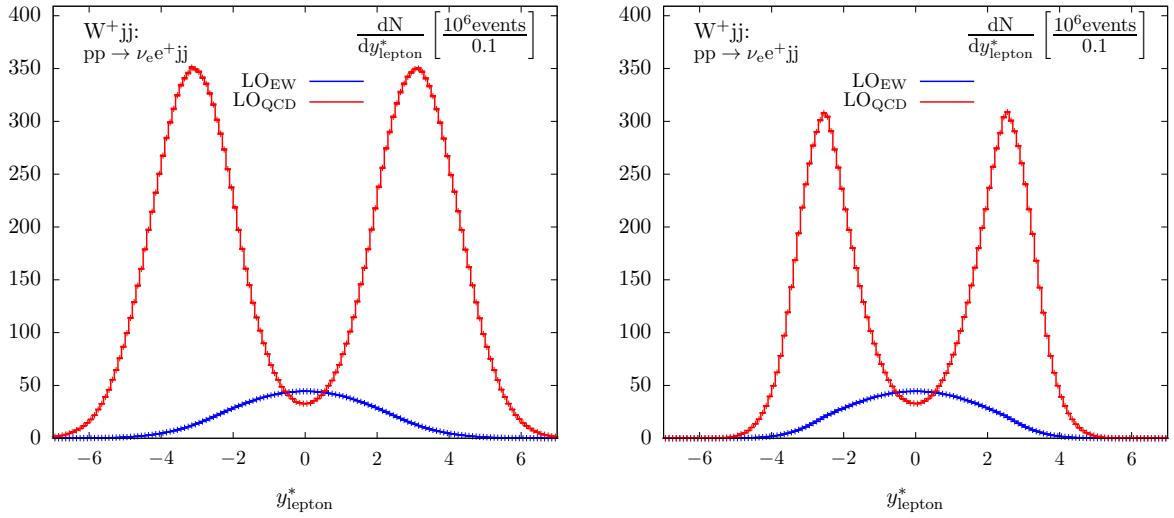 400
350
300
250
200
150
100
50
0
W⁺jj:
pp → νₑe⁺jj
dN/dy*lepton [10⁶events/0.1]
LO_EW
LO_QCD
−6 −4 −2 0 2 4 6
y*lepton
400
350
300
250
200
150
100
50
0
W⁺jj:
pp → νₑe⁺jj
dN/dy*lepton [10⁶events/0.1]
LO_EW
LO_QCD
−6 −4 −2 0 2 4 6
y*lepton